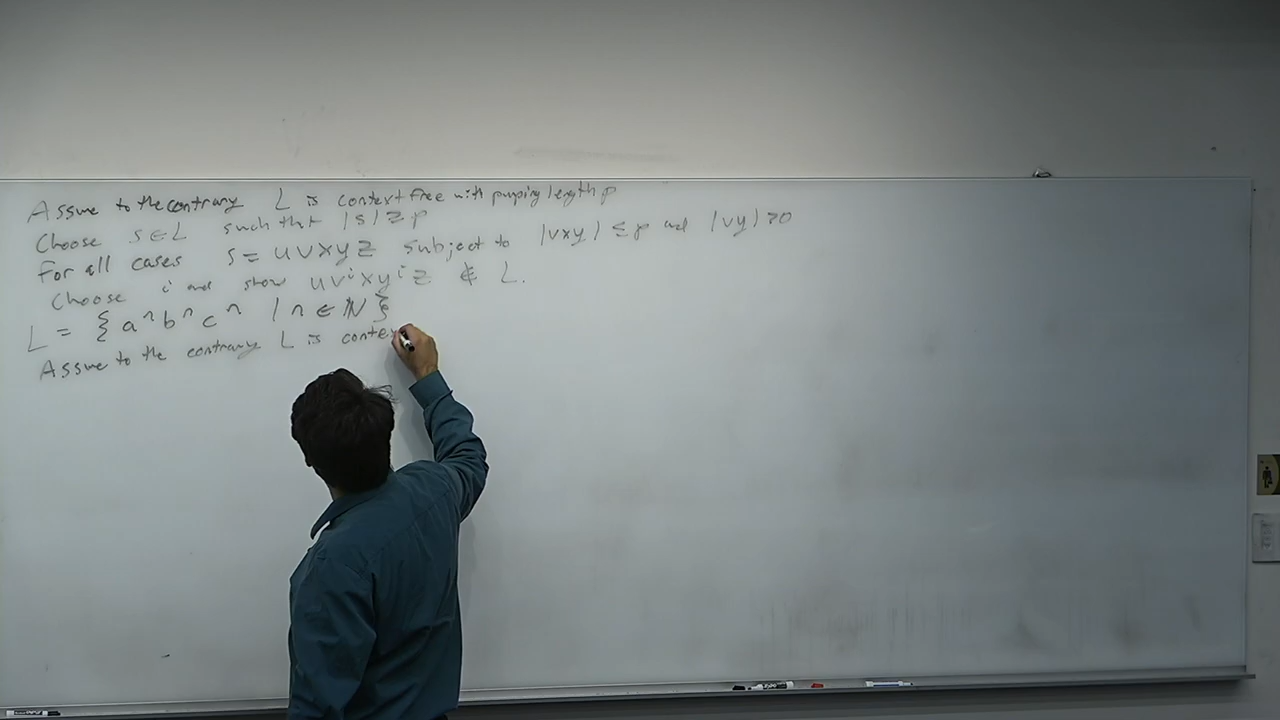 Assume to the contrary L is context free with pumping length p
Choose s ∈ L such that |s| ≥ p
For all cases s = uvxyz subject to |vxy| ≤ p and |vy| > 0
Choose i and show uvⁱxyⁱz ∉ L.
L = {aⁿbⁿcⁿ | n ∈ ℕ}
Assume to the contrary L is conte